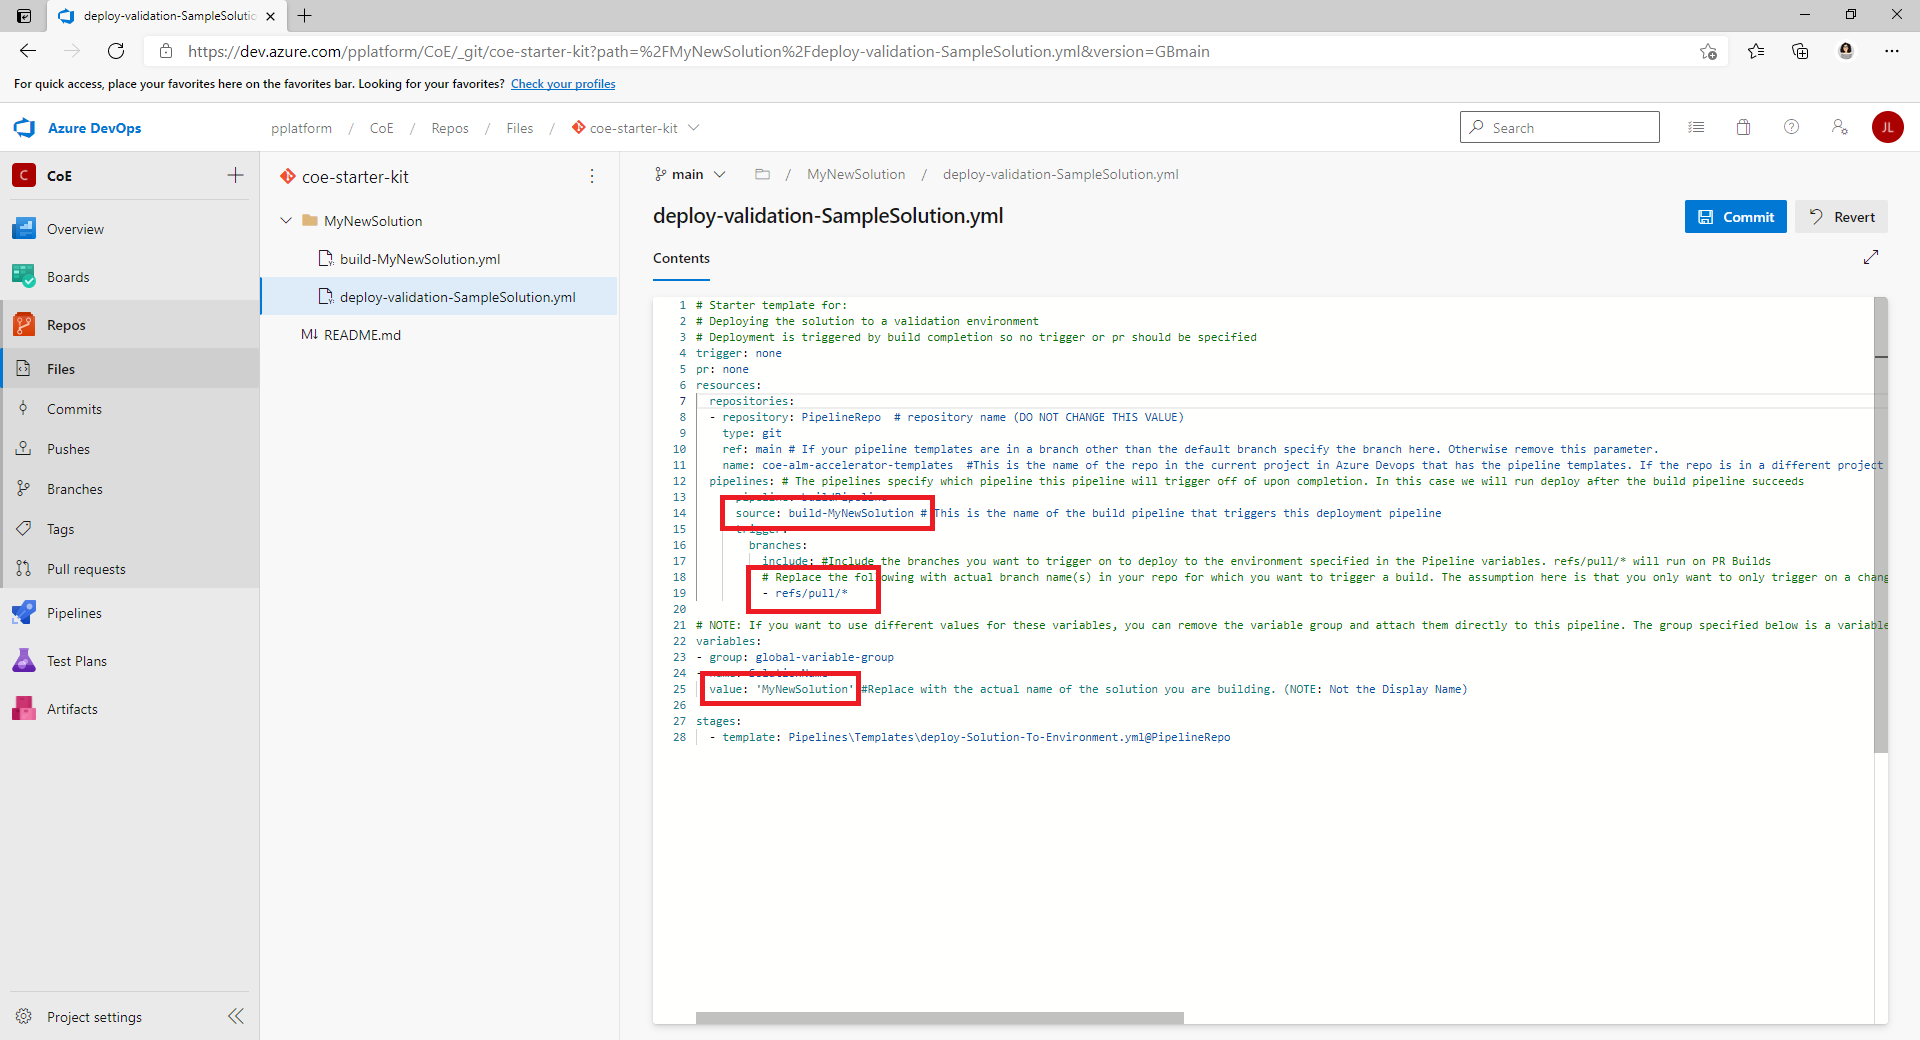 deploy-validation-SampleSolutio
https://dev.azure.com/pplatform/CoE/_git/coe-starter-kit?path=%2FMyNewSolution%2Fdeploy-validation-SampleSolution.yml&version=GBmain
For quick access, place your favorites here on the favorites bar. Looking for your favorites? Check your profiles
Azure DevOps
pplatform / CoE / Repos / Files / coe-starter-kit
Search
JL
C CoE
Overview
Boards
Repos
Files
Commits
Pushes
Branches
Tags
Pull requests
Pipelines
Test Plans
Artifacts
Project settings
coe-starter-kit
MyNewSolution
build-MyNewSolution.yml
deploy-validation-SampleSolution.yml
M↓ README.md
main / MyNewSolution / deploy-validation-SampleSolution.yml
deploy-validation-SampleSolution.yml
Commit
Revert
Contents
1 # Starter template for:
2 # Deploying the solution to a validation environment
3 # Deployment is triggered by build completion so no trigger or pr should be specified
4 trigger: none
5 pr: none
6 resources:
7 repositories:
8 - repository: PipelineRepo # repository name (DO NOT CHANGE THIS VALUE)
9 type: git
10 ref: main # If your pipeline templates are in a branch other than the default branch specify the branch here. Otherwise remove this parameter.
11 name: coe-alm-accelerator-templates #This is the name of the repo in the current project in Azure Devops that has the pipeline templates. If the repo is in a different project
12 pipelines: # The pipelines specify which pipeline this pipeline will trigger off of upon completion. In this case we will run deploy after the build pipeline succeeds
13 pipeline: buildPipeline
14 source: build-MyNewSolution # This is the name of the build pipeline that triggers this deployment pipeline
15 trigger:
16 branches:
17 include: #Include the branches you want to trigger on to deploy to the environment specified in the Pipeline variables. refs/pull/* will run on PR Builds
18 # Replace the following with actual branch name(s) in your repo for which you want to trigger a build. The assumption here is that you only want to only trigger on a chang
19 - refs/pull/*
20
21 # NOTE: If you want to use different values for these variables, you can remove the variable group and attach them directly to this pipeline. The group specified below is a variable
22 variables:
23 - group: global-variable-group
24 - name: SolutionName
25 value: 'MyNewSolution' #Replace with the actual name of the solution you are building. (NOTE: Not the Display Name)
26
27 stages:
28 - template: Pipelines\Templates\deploy-Solution-To-Environment.yml@PipelineRepo